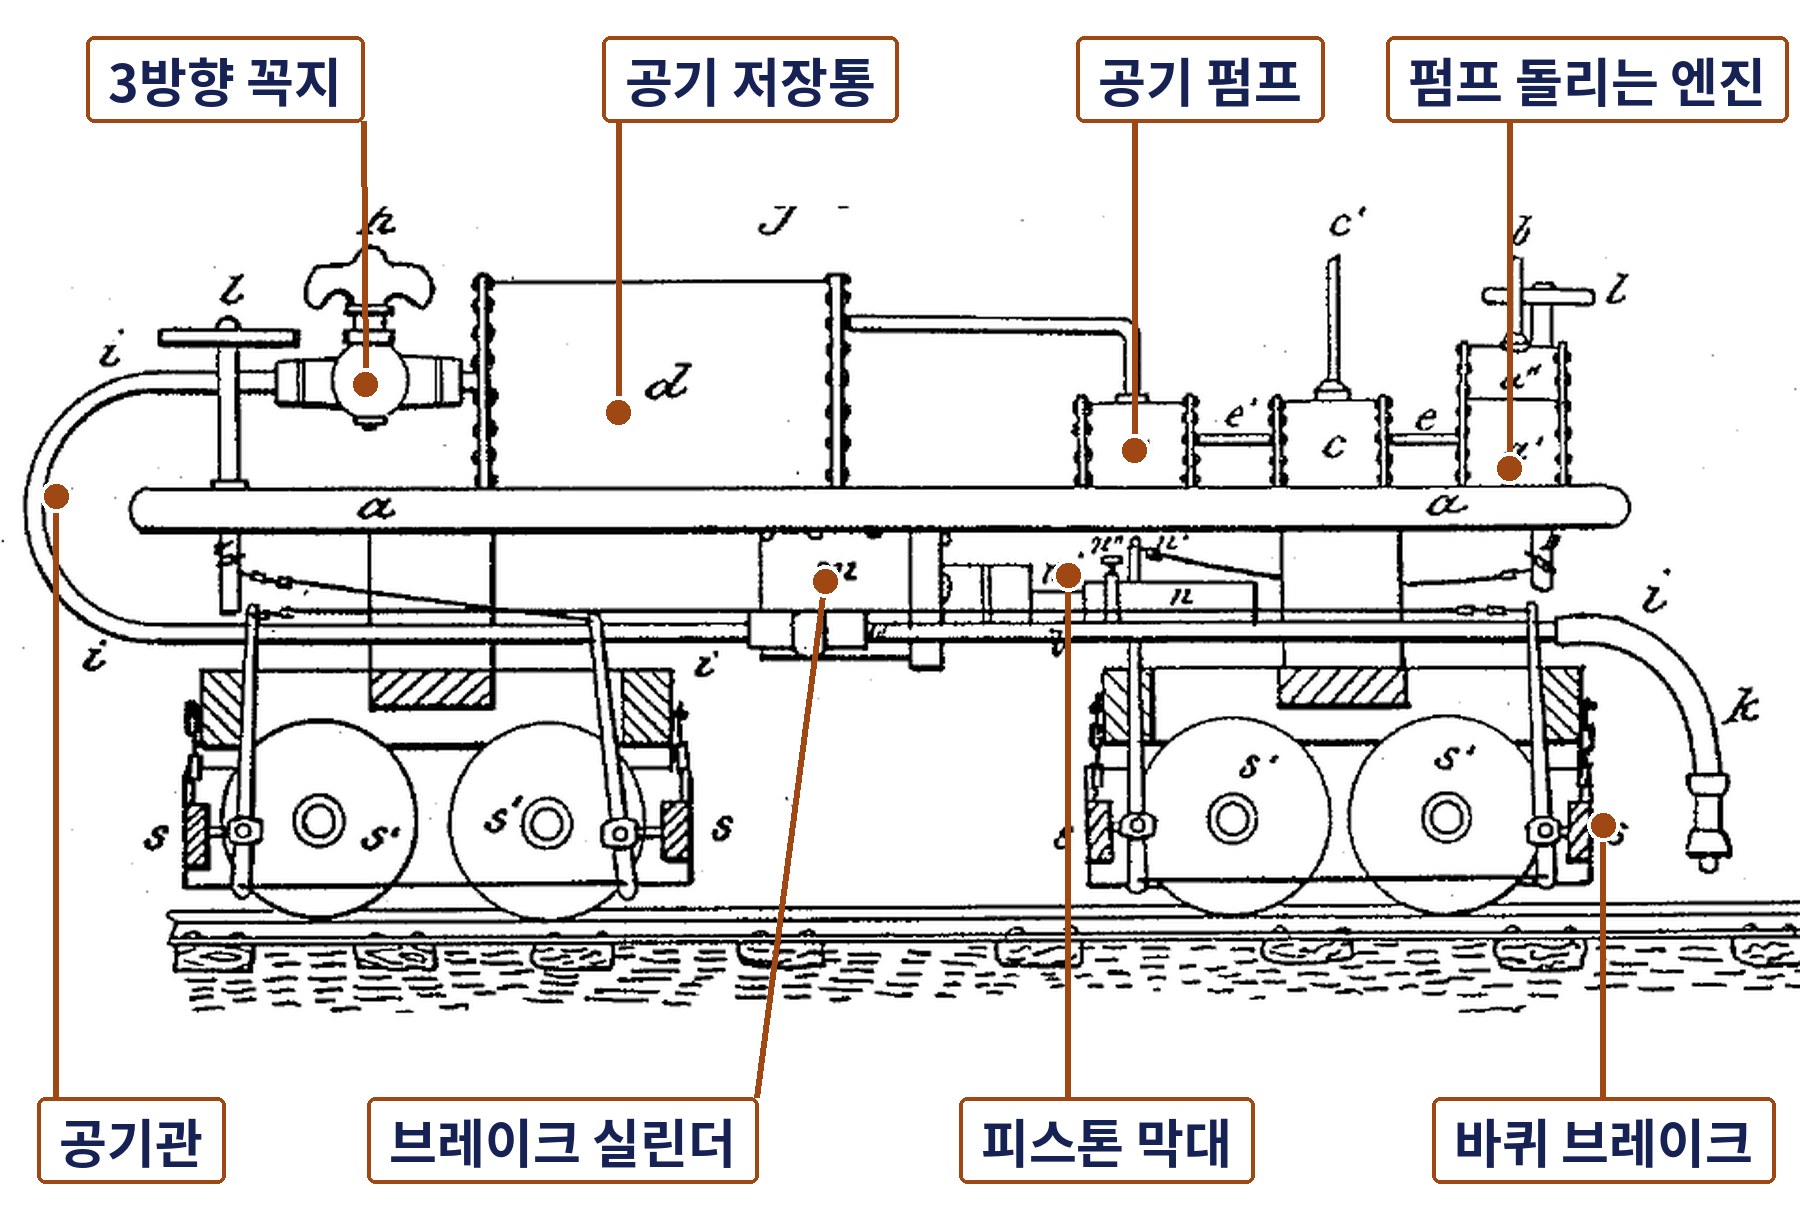 3방향 꼭지
공기 저장통
공기 펌프
펌프 돌리는 엔진
h
c'
b
l
l
i
d
a"
e'
c
e
a
a
u
n
i
i
i
k
s'
s'
s'
s'
s
s
공기관
브레이크 실린더
피스톤 막대
바퀴 브레이크